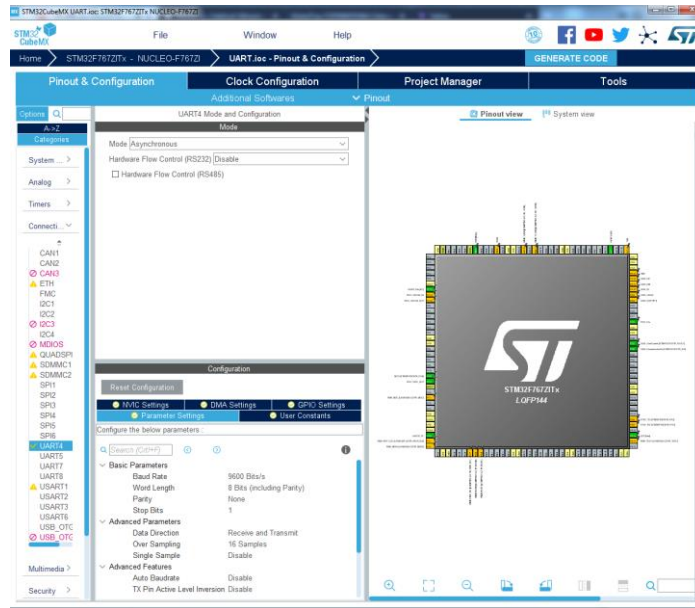 STM32CubeMX UART.ioc: STM32F767ZITx NUCLEO-F767ZI
STM32
CubeMX
File
Window
Help
Home
STM32F767ZITx - NUCLEO-F767ZI
UART.ioc - Pinout & Configuration
GENERATE CODE
Pinout & Configuration
Clock Configuration
Project Manager
Tools
Additional Softwares
Pinout
Options
UART4 Mode and Configuration
Pinout view
System view
A->Z
Categories
Mode
Mode Asynchronous
Hardware Flow Control (RS232) Disable
Hardware Flow Control (RS485)
System ...
Analog
Timers
Connecti...
CAN1
CAN2
CAN3
ETH
FMC
I2C1
I2C2
I2C3
I2C4
MDIOS
QUADSPI
SDMMC1
SDMMC2
SPI1
SPI2
SPI3
SPI4
SPI5
SPI6
UART4
UART5
UART7
UART8
USART1
USART2
USART3
USART6
USB_OTG
USB_OTG
Multimedia
Security
Configuration
Reset Configuration
NVIC Settings
DMA Settings
GPIO Settings
Parameter Settings
User Constants
Configure the below parameters :
Search (Ctrl+F)
Basic Parameters
Baud Rate 9600 Bits/s
Word Length 8 Bits (including Parity)
Parity None
Stop Bits 1
Advanced Parameters
Data Direction Receive and Transmit
Over Sampling 16 Samples
Single Sample Disable
Advanced Features
Auto Baudrate Disable
TX Pin Active Level Inversion Disable
STM32F767ZITx
LQFP144